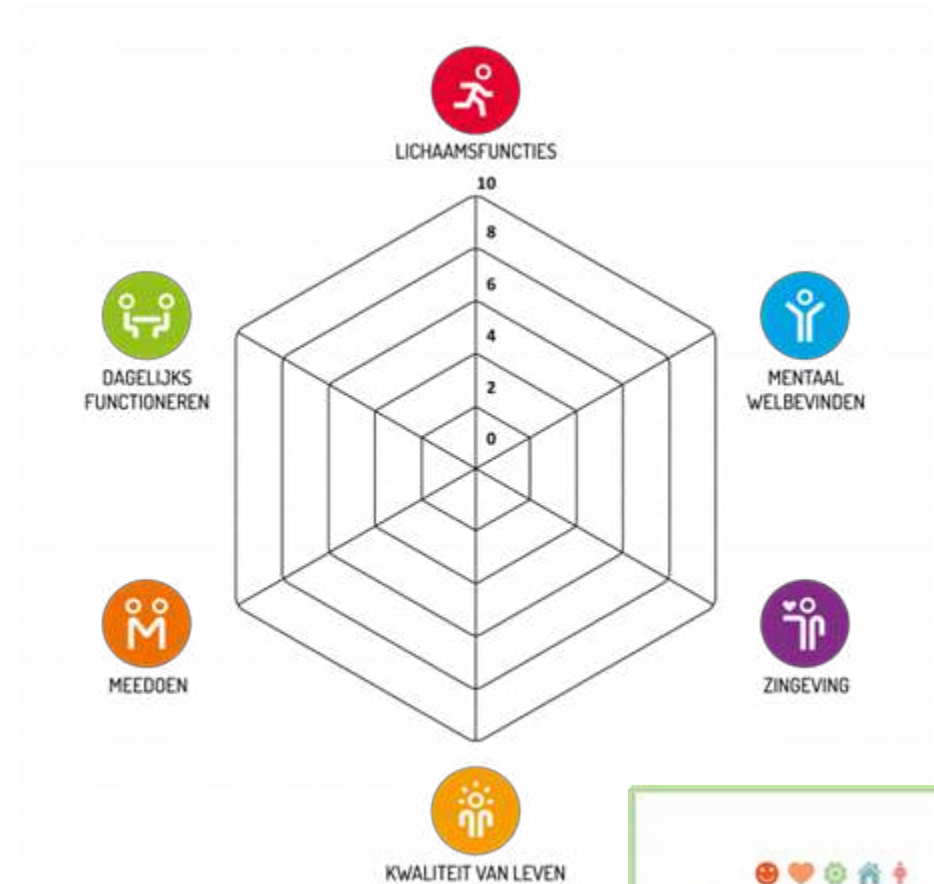 LICHAAMSFUNCTIES
10
8
6
4
2
0
DAGELIJKS
FUNCTIONEREN
MENTAAL
WELBEVINDEN
MEEDOEN
ZINGEVING
KWALITEIT VAN LEVEN